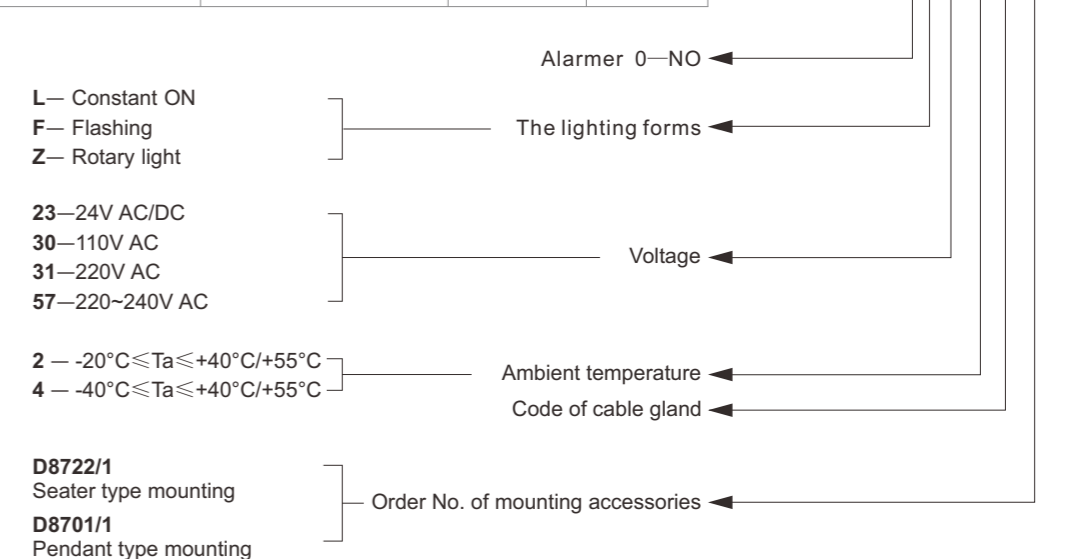 Alarmer 0—NO
L— Constant ON
F— Flashing
Z— Rotary light
The lighting forms
23—24V AC/DC
30—110V AC
31—220V AC
57—220~240V AC
Voltage
2 — -20°C≤Ta≤+40°C/+55°C
4 — -40°C≤Ta≤+40°C/+55°C
Ambient temperature
Code of cable gland
D8722/1
Seater type mounting
D8701/1
Pendant type mounting
Order No. of mounting accessories